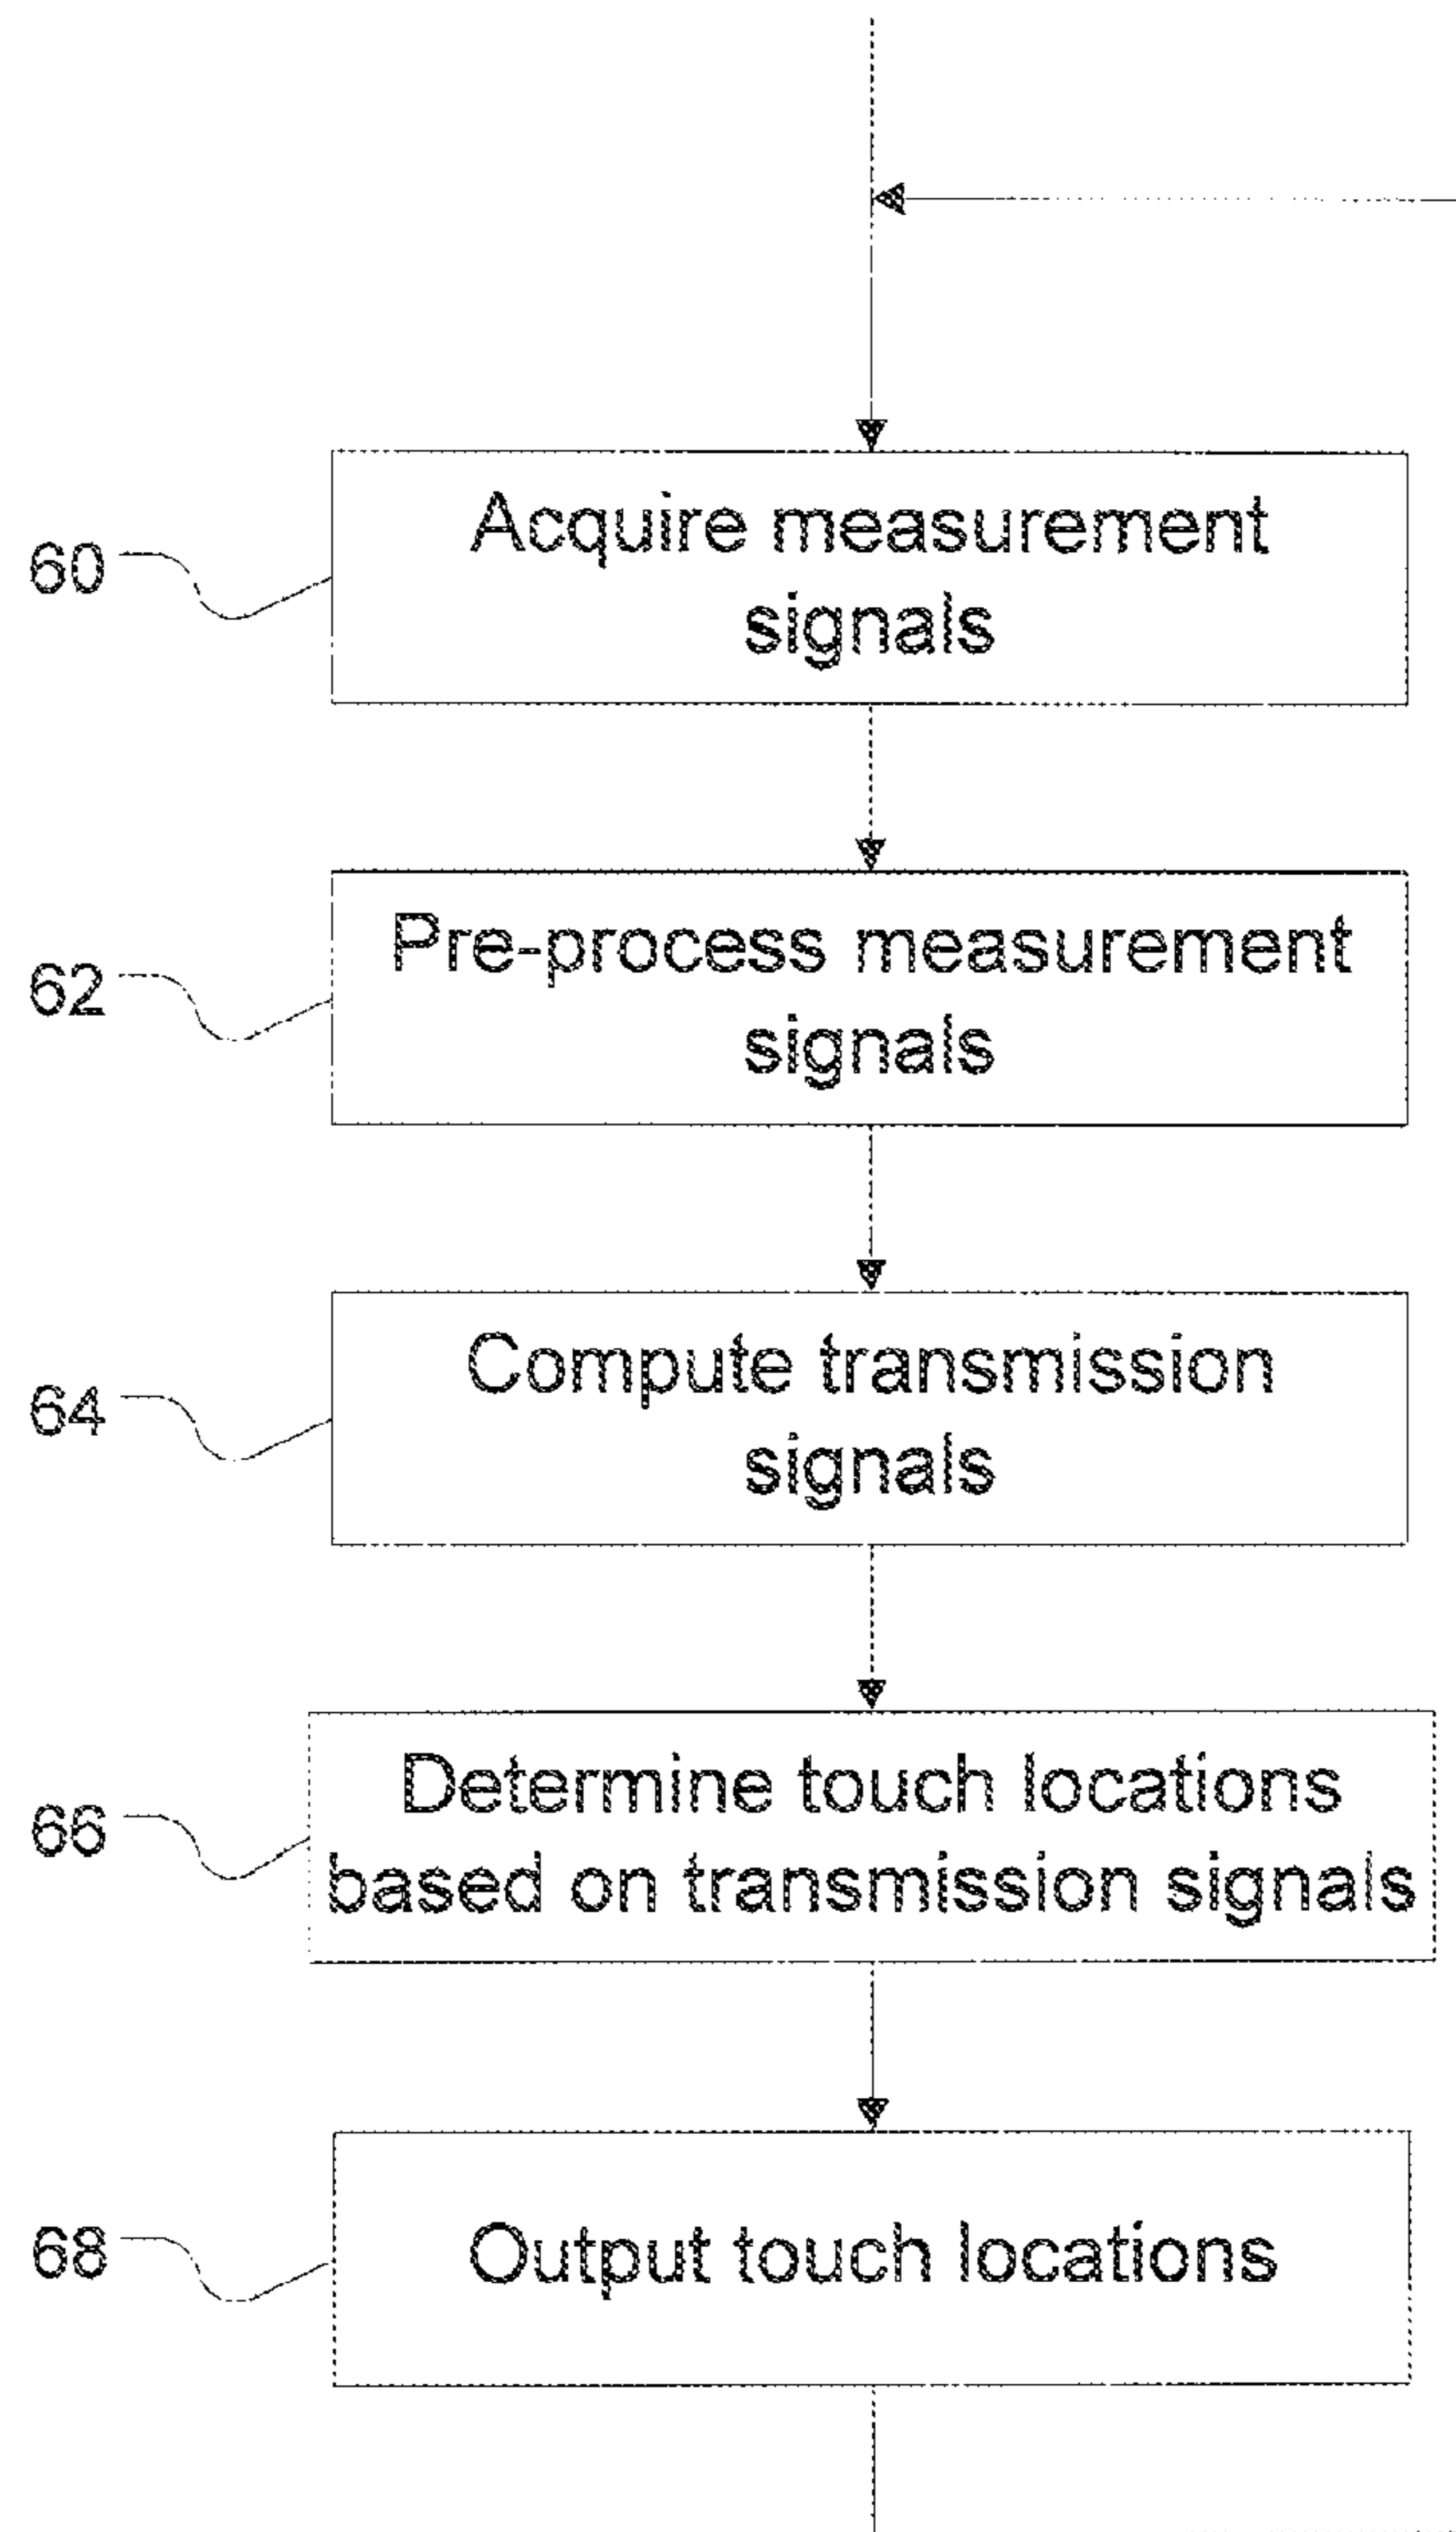 60
Acquire measurement
signals
62
Pre-process measurement
signals
64
Compute transmission
signals
66
Determine touch locations
based on transmission signals
68
Output touch locations